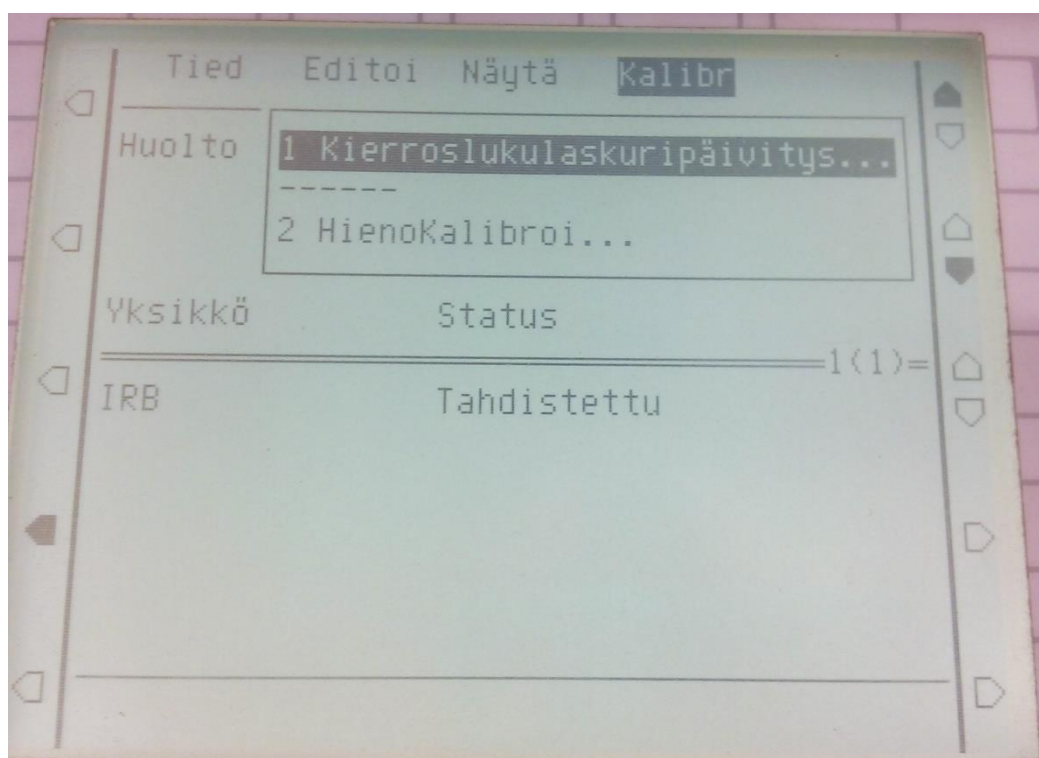 Tied Editoi Näytä Kalibr
Huolto
1 Kierroslukulaskuripäivitys...
------
2 HienoKalibroi...
Yksikkö Status
1(1)=
IRB Tahdistettu